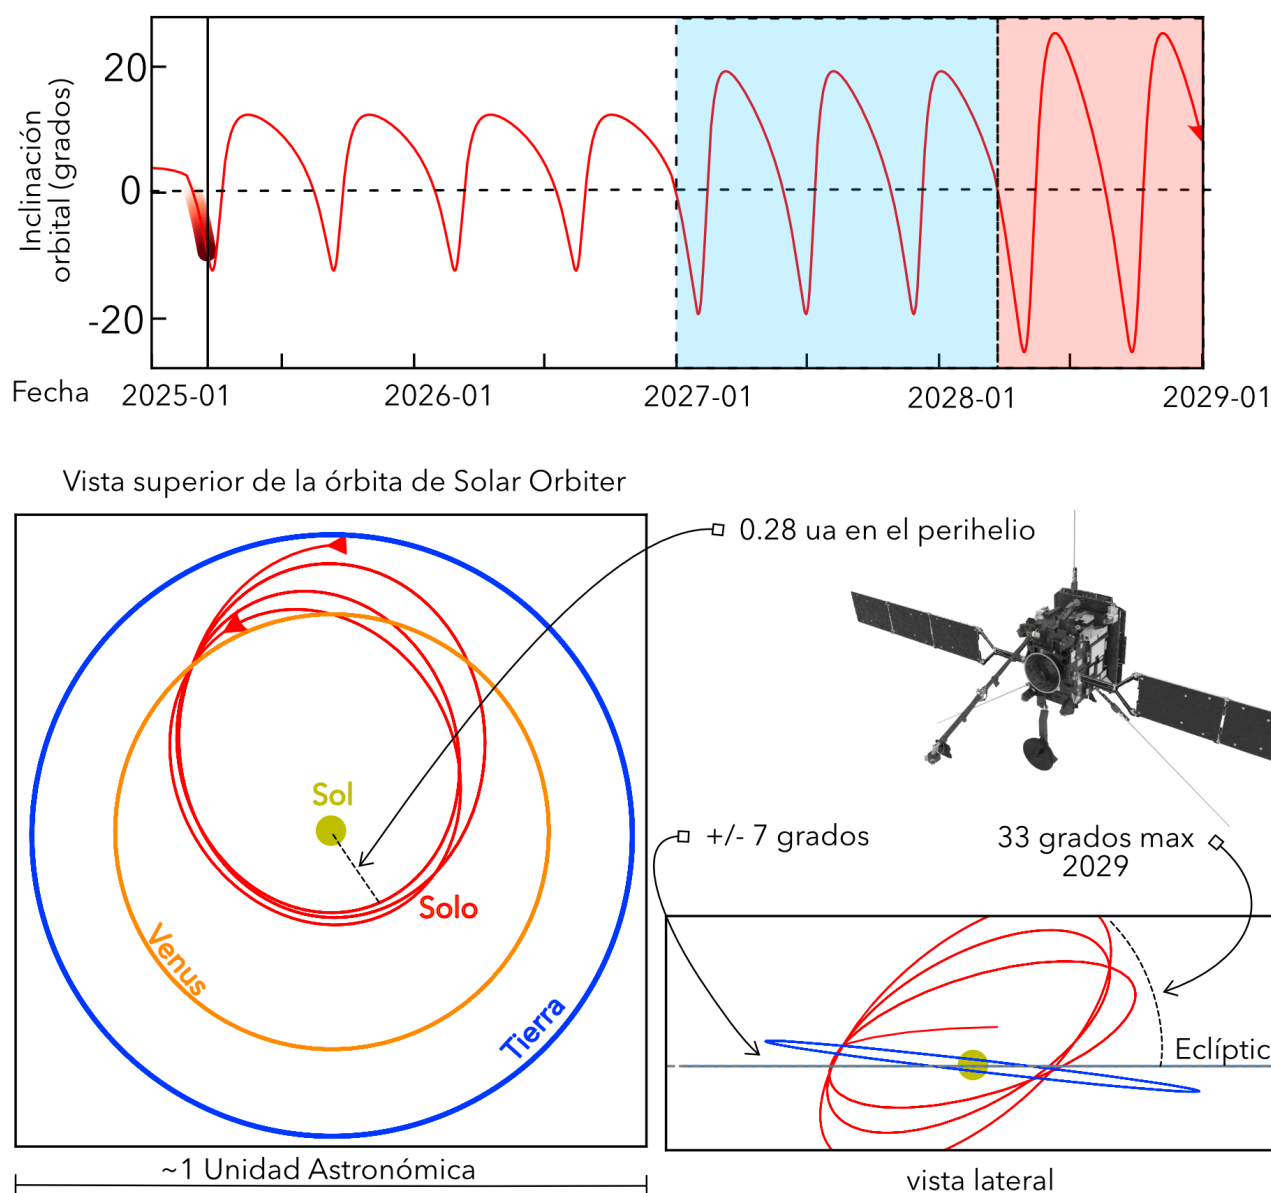 Inclinación
orbital (grados)
20
0
-20
Fecha
2025-01
2026-01
2027-01
2028-01
2029-01
Vista superior de la órbita de Solar Orbiter
0.28 ua en el perihelio
Sol
Solo
Venus
Tierra
+/- 7 grados
33 grados max
2029
Eclíptic
~1 Unidad Astronómica
vista lateral